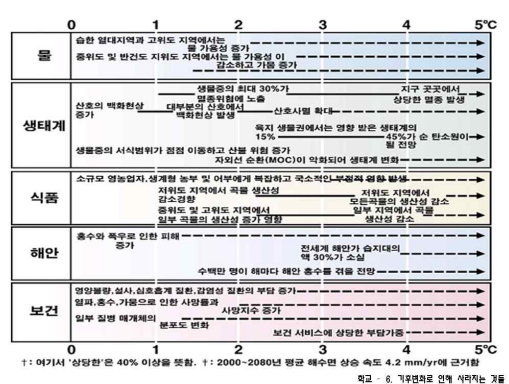 0 1 2 3 4 5℃
물
습한 열대지역과 고위도 지역에서는
물 가용성 증가
중위도 및 반건도 지위도 지역에서는 물 가용성 이
감소하고 가뭄 증가
생태계
생물종의 최대 30%가
멸종위험에 노출
지구 곳곳에서
상당한 멸종 발생
산호의 백화현상
증가
대부분의 산호에서
백화현상 발생
산호사멸 확대
육지 생물권에서는 영향 받은 생태계의
15%
45%가 순 탄소원이
될 전망
생물종의 서식범위가 점점 이동하고 산불 위험 증가
자외선 순환(MOC)이 약화되어 생태계 변화
식품
소규모 영농업자,생계형 농부 및 어부에게 복잡하고 국소적인 부정적 영향 발생
저위도 지역에서 곡물 생산성
감소경향
저위도 지역에서
모든곡물의 생산성 감소
중위도 및 고위도 지역에서
일부 곡물의 생산성 증가 영향
일부 지역에서 곡물
생산성 감소
해안
홍수와 폭우로 인한 피해
증가
전세계 해안가 습지대의
액 30%가 소실
수백만 명이 해마다 해안 홍수를 겪을 전망
보건
영양불량,설사,심호흡계 질환,감염성 질환의 부담 증가
열파,홍수,가뭄으로 인한 사망률과
사망지수 증가
일부 질병 매개체의
분포도 변화
보건 서비스에 상당한 부담가중
0 1 2 3 4 5℃
†: 여기서 '상당한'은 40% 이상을 뜻함. †: 2000~2080년 평균 해수면 상승 속도 4.2 mm/yr에 근거함
학교 - 6. 기후변화로 인해 사라지는 것들